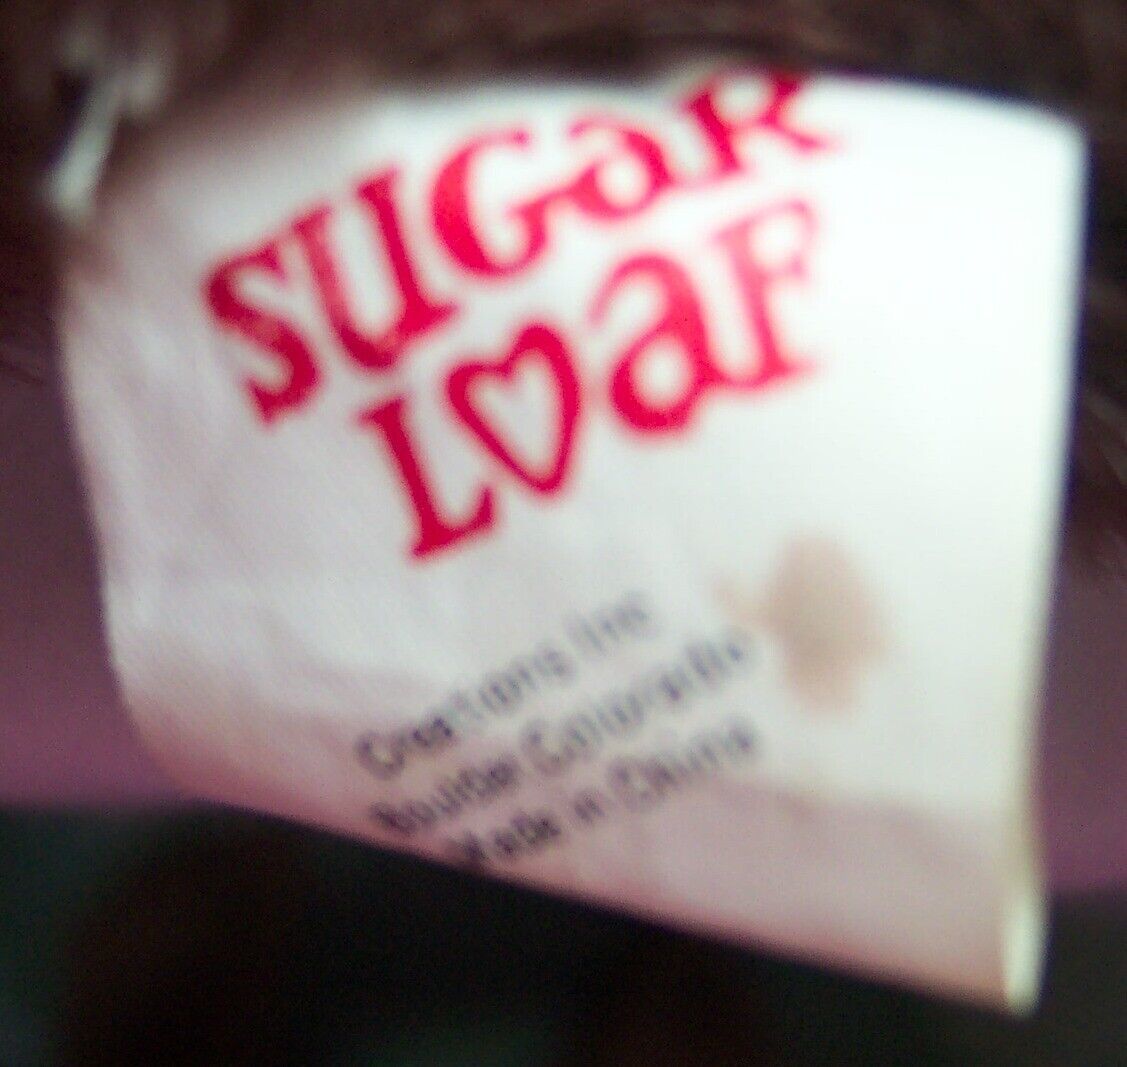 SUGaR
LOaF
Creations Inc
Boulder Colorado
Made in China